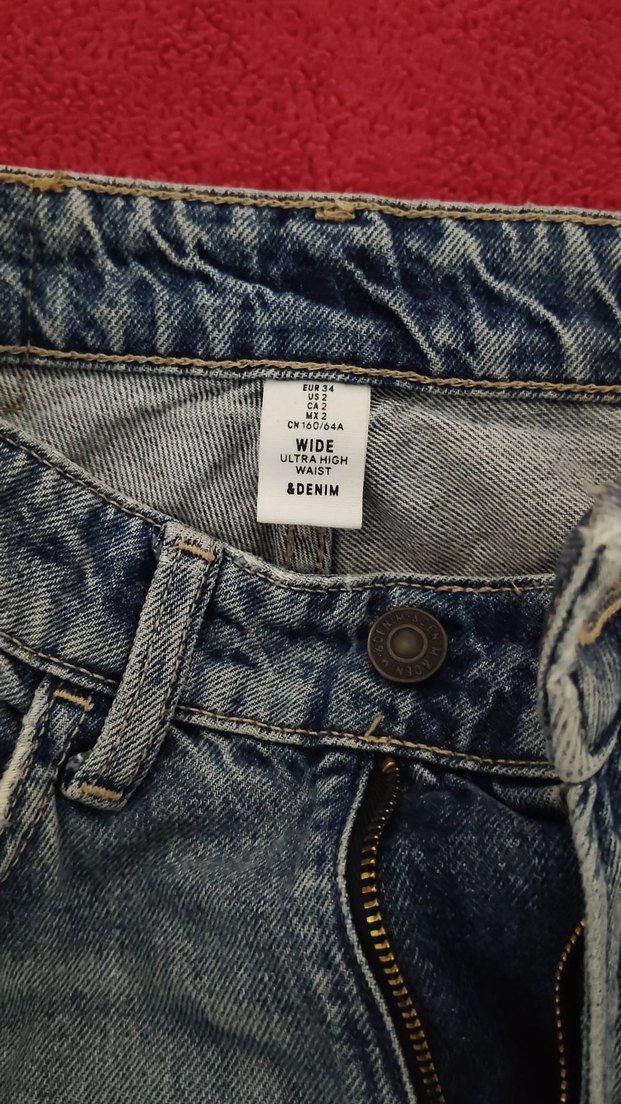 EUR 34
US 2
CA 2
MX 2
CN 160/64A
WIDE
ULTRA HIGH
WAIST
&DENIM